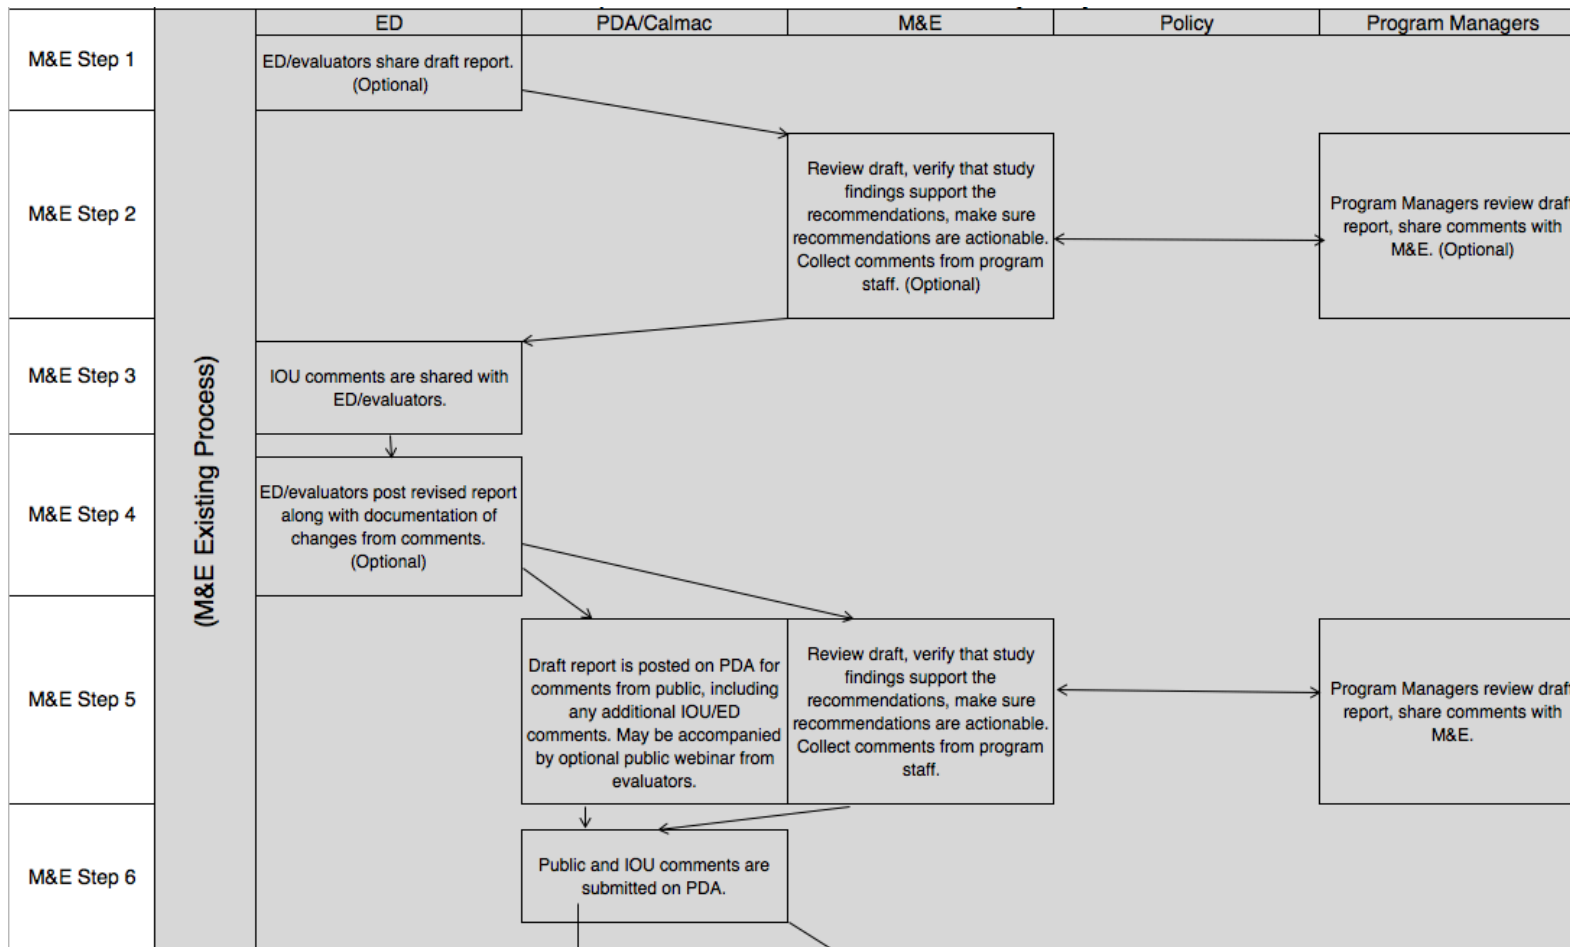 ED
PDA/Calmac
M&E
Policy
Program Managers
M&E Step 1
ED/evaluators share draft report.
(Optional)
M&E Step 2
Review draft, verify that study
findings support the
recommendations, make sure
recommendations are actionable.
Collect comments from program
staff. (Optional)
Program Managers review draft
report, share comments with
M&E. (Optional)
(M&E Existing Process)
M&E Step 3
IOU comments are shared with
ED/evaluators.
M&E Step 4
ED/evaluators post revised report
along with documentation of
changes from comments.
(Optional)
M&E Step 5
Draft report is posted on PDA for
comments from public, including
any additional IOU/ED
comments. May be accompanied
by optional public webinar from
evaluators.
Review draft, verify that study
findings support the
recommendations, make sure
recommendations are actionable.
Collect comments from program
staff.
Program Managers review draft
report, share comments with
M&E.
M&E Step 6
Public and IOU comments are
submitted on PDA.